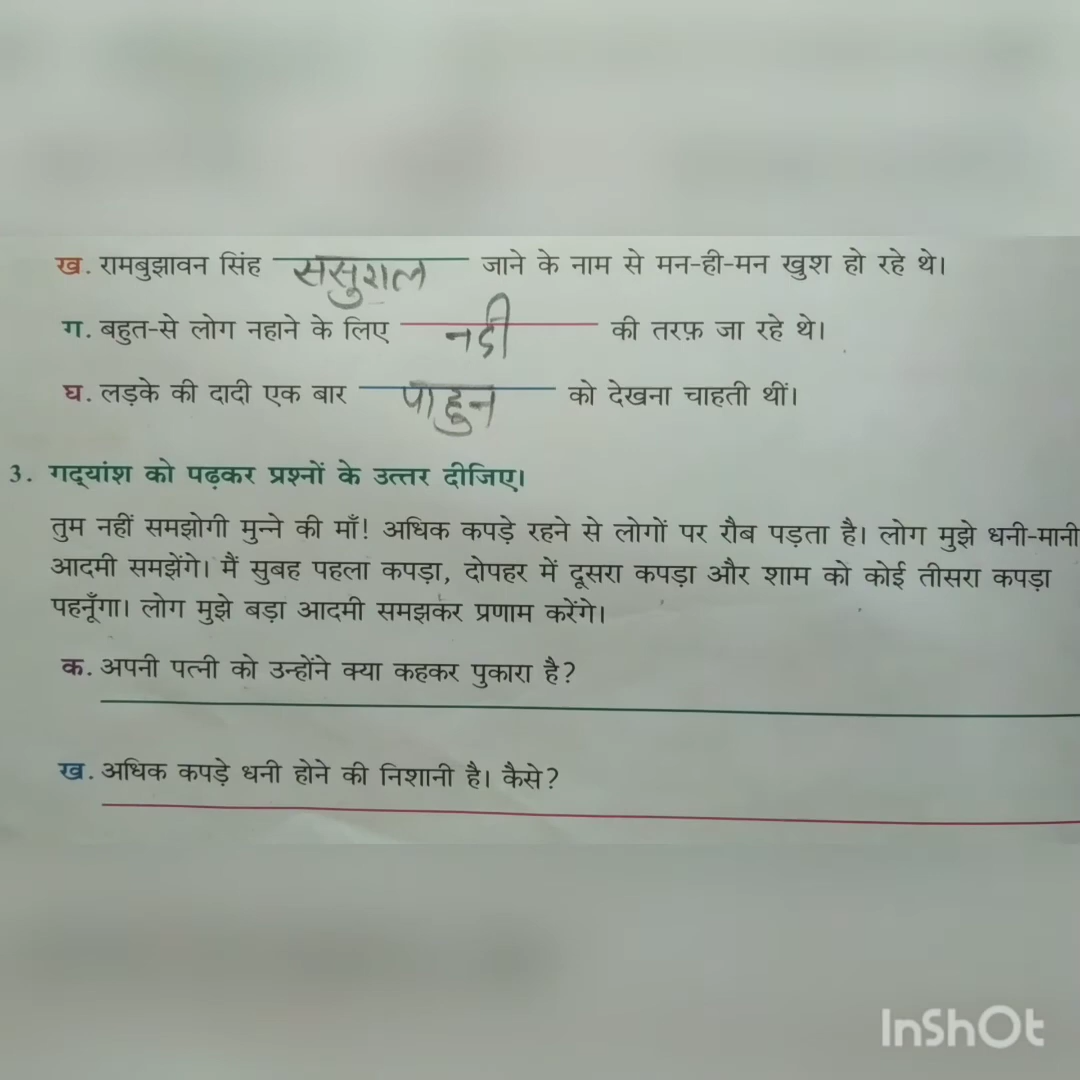 ख. रामबुझावन सिंह ससुराल जाने के नाम से मन-ही-मन खुश हो रहे थे।
ग. बहुत-से लोग नहाने के लिए नदी की तरफ़ जा रहे थे।
घ. लड़के की दादी एक बार पाहुन को देखना चाहती थीं।
3. गद्यांश को पढ़कर प्रश्नों के उत्तर दीजिए।
तुम नहीं समझोगी मुन्ने की माँ! अधिक कपड़े रहने से लोगों पर रौब पड़ता है। लोग मुझे धनी-मानी
आदमी समझेंगे। मैं सुबह पहला कपड़ा, दोपहर में दूसरा कपड़ा और शाम को कोई तीसरा कपड़ा
पहनूँगा। लोग मुझे बड़ा आदमी समझकर प्रणाम करेंगे।
क. अपनी पत्नी को उन्होंने क्या कहकर पुकारा है?
ख. अधिक कपड़े धनी होने की निशानी है। कैसे?
InShOt